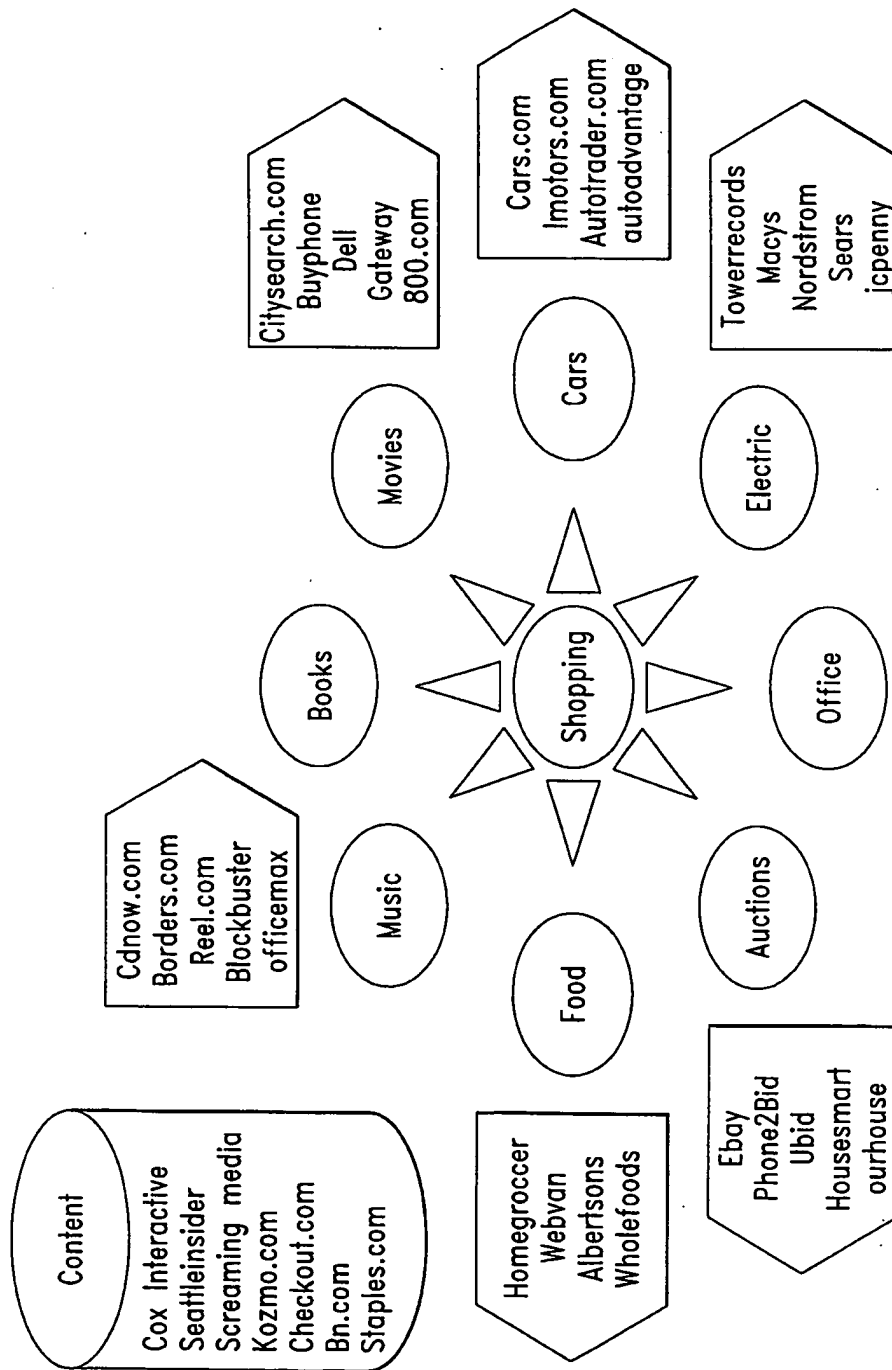 Content
Cox Interactive
Seattleinsider
Screaming media
Kozmo.com
Checkout.com
Bn.com
Staples.com
Cdnow.com
Borders.com
Reel.com
Blockbuster
officemax
Citysearch.com
Buyphone
Dell
Gateway
800.com
Music
Books
Movies
Homegroccer
Webvan
Albertsons
Wholefoods
Food
Shopping
Cars
Cars.com
Imotors.com
Autotrader.com
autoadvantage
Auctions
Office
Electric
Ebay
Phone2Bid
Ubid
Housesmart
ourhouse
Towerrecords
Macys
Nordstrom
Sears
jcpenny